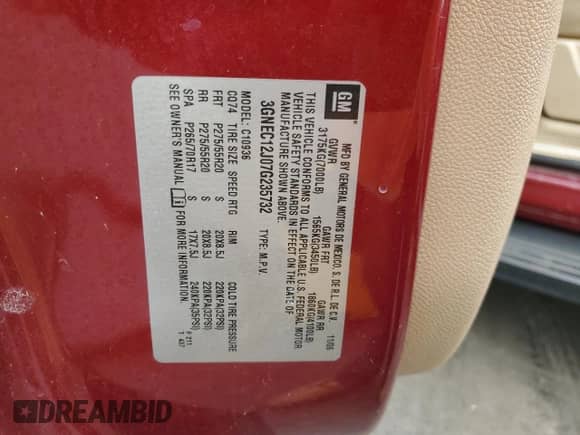 GM
MFD BY GENERAL MOTORS DE MEXICO, S. DE R.L. DE C.V. 11/06
GVWR GAWR FRT GAWR RR
3175KG(7000LB) 1565KG(3450LB) 1860KG(4100LB)
THIS VEHICLE CONFORMS TO ALL APPLICABLE U.S. FEDERAL MOTOR
VEHICLE SAFETY STANDARDS IN EFFECT ON THE DATE OF
MANUFACTURE SHOWN ABOVE.
3GNEC12J07G235732 TYPE: M.P.V.
MODEL: C10936
CQ74 TIRE SIZE SPEED RTG RIM COLD TIRE PRESSURE
FRT P275/55R20 S 20X8.5J 220KPA(32PSI)
RR P275/55R20 S 20X8.5J 220KPA(32PSI)
SPA P265/70R17 S 17X7.5J 240KPA(35PSI)
SEE OWNER'S MANUAL FOR MORE INFORMATION.
DREAMBID